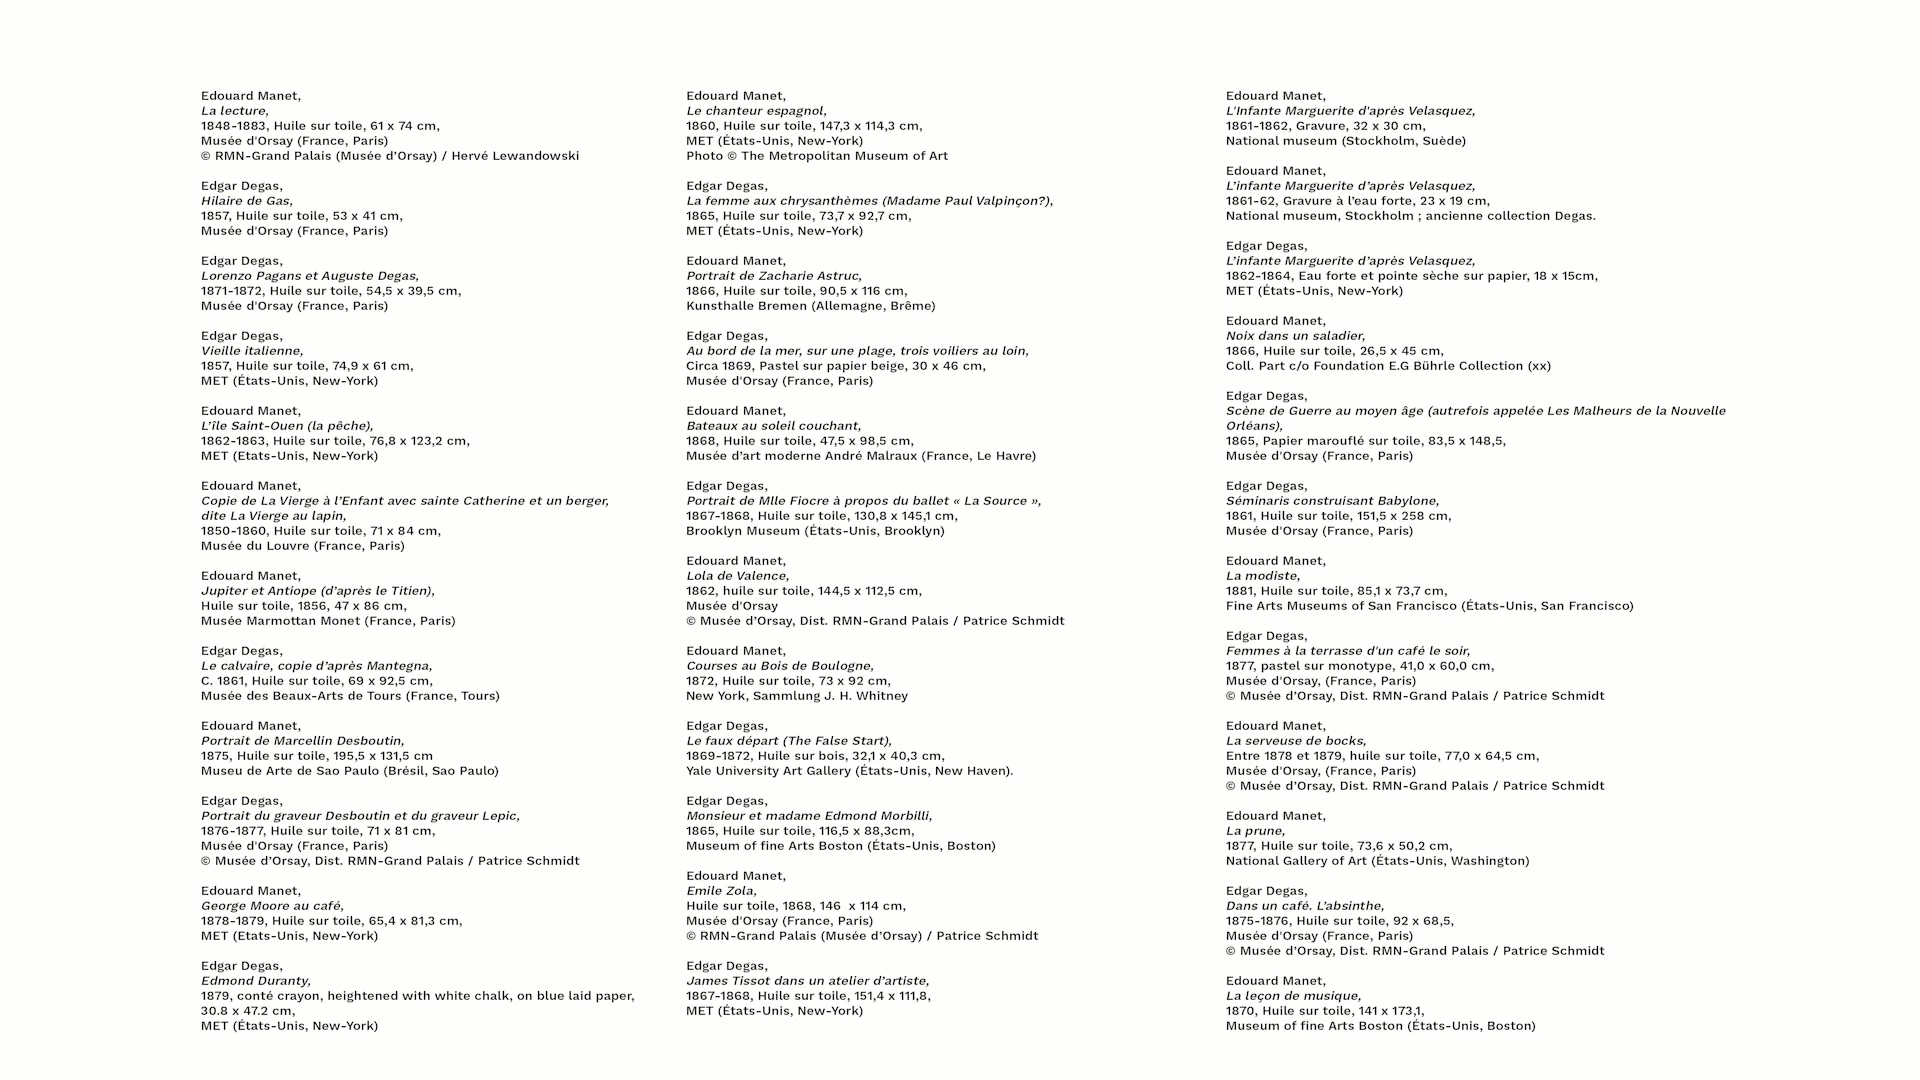 Edouard Manet,
La lecture,
1848-1883, Huile sur toile, 61 x 74 cm,
Musée d'Orsay (France, Paris)
© RMN-Grand Palais (Musée d’Orsay) / Hervé Lewandowski
Edgar Degas,
Hilaire de Gas,
1857, Huile sur toile, 53 x 41 cm,
Musée d'Orsay (France, Paris)
Edgar Degas,
Lorenzo Pagans et Auguste Degas,
1871-1872, Huile sur toile, 54,5 x 39,5 cm,
Musée d'Orsay (France, Paris)
Edgar Degas,
Vieille italienne,
1857, Huile sur toile, 74,9 x 61 cm,
MET (États-Unis, New-York)
Edouard Manet,
L’île Saint-Ouen (la pêche),
1862-1863, Huile sur toile, 76,8 x 123,2 cm,
MET (Etats-Unis, New-York)
Edouard Manet,
Copie de La Vierge à l’Enfant avec sainte Catherine et un berger,
dite La Vierge au lapin,
1850-1860, Huile sur toile, 71 x 84 cm,
Musée du Louvre (France, Paris)
Edouard Manet,
Jupiter et Antiope (d’après le Titien),
Huile sur toile, 1856, 47 x 86 cm,
Musée Marmottan Monet (France, Paris)
Edgar Degas,
Le calvaire, copie d’après Mantegna,
C. 1861, Huile sur toile, 69 x 92,5 cm,
Musée des Beaux-Arts de Tours (France, Tours)
Edouard Manet,
Portrait de Marcellin Desboutin,
1875, Huile sur toile, 195,5 x 131,5 cm
Museu de Arte de Sao Paulo (Brésil, Sao Paulo)
Edgar Degas,
Portrait du graveur Desboutin et du graveur Lepic,
1876-1877, Huile sur toile, 71 x 81 cm,
Musée d'Orsay (France, Paris)
© Musée d’Orsay, Dist. RMN-Grand Palais / Patrice Schmidt
Edouard Manet,
George Moore au café,
1878-1879, Huile sur toile, 65,4 x 81,3 cm,
MET (Etats-Unis, New-York)
Edgar Degas,
Edmond Duranty,
1879, conté crayon, heightened with white chalk, on blue laid paper,
30.8 x 47.2 cm,
MET (États-Unis, New-York)
Edouard Manet,
Le chanteur espagnol,
1860, Huile sur toile, 147,3 x 114,3 cm,
MET (États-Unis, New-York)
Photo © The Metropolitan Museum of Art
Edgar Degas,
La femme aux chrysanthèmes (Madame Paul Valpinçon?),
1865, Huile sur toile, 73,7 x 92,7 cm,
MET (États-Unis, New-York)
Edouard Manet,
Portrait de Zacharie Astruc,
1866, Huile sur toile, 90,5 x 116 cm,
Kunsthalle Bremen (Allemagne, Brême)
Edgar Degas,
Au bord de la mer, sur une plage, trois voiliers au loin,
Circa 1869, Pastel sur papier beige, 30 x 46 cm,
Musée d'Orsay (France, Paris)
Edouard Manet,
Bateaux au soleil couchant,
1868, Huile sur toile, 47,5 x 98,5 cm,
Musée d’art moderne André Malraux (France, Le Havre)
Edgar Degas,
Portrait de Mlle Fiocre à propos du ballet « La Source »,
1867-1868, Huile sur toile, 130,8 x 145,1 cm,
Brooklyn Museum (États-Unis, Brooklyn)
Edouard Manet,
Lola de Valence,
1862, huile sur toile, 144,5 x 112,5 cm,
Musée d'Orsay
© Musée d’Orsay, Dist. RMN-Grand Palais / Patrice Schmidt
Edouard Manet,
Courses au Bois de Boulogne,
1872, Huile sur toile, 73 x 92 cm,
New York, Sammlung J. H. Whitney
Edgar Degas,
Le faux départ (The False Start),
1869-1872, Huile sur bois, 32,1 x 40,3 cm,
Yale University Art Gallery (États-Unis, New Haven).
Edgar Degas,
Monsieur et madame Edmond Morbilli,
1865, Huile sur toile, 116,5 x 88,3cm,
Museum of fine Arts Boston (États-Unis, Boston)
Edouard Manet,
Emile Zola,
Huile sur toile, 1868, 146  x 114 cm,
Musée d'Orsay (France, Paris)
© RMN-Grand Palais (Musée d’Orsay) / Patrice Schmidt
Edgar Degas,
James Tissot dans un atelier d’artiste,
1867-1868, Huile sur toile, 151,4 x 111,8,
MET (États-Unis, New-York)
Edouard Manet,
L'Infante Marguerite d'après Velasquez,
1861-1862, Gravure, 32 x 30 cm,
National museum (Stockholm, Suède)
Edouard Manet,
L’infante Marguerite d’après Velasquez,
1861-62, Gravure à l’eau forte, 23 x 19 cm,
National museum, Stockholm ; ancienne collection Degas.
Edgar Degas,
L’infante Marguerite d’après Velasquez,
1862-1864, Eau forte et pointe sèche sur papier, 18 x 15cm,
MET (États-Unis, New-York)
Edouard Manet,
Noix dans un saladier,
1866, Huile sur toile, 26,5 x 45 cm,
Coll. Part c/o Foundation E.G Bührle Collection (xx)
Edgar Degas,
Scène de Guerre au moyen âge (autrefois appelée Les Malheurs de la Nouvelle
Orléans),
1865, Papier marouflé sur toile, 83,5 x 148,5,
Musée d'Orsay (France, Paris)
Edgar Degas,
Séminaris construisant Babylone,
1861, Huile sur toile, 151,5 x 258 cm,
Musée d'Orsay (France, Paris)
Edouard Manet,
La modiste,
1881, Huile sur toile, 85,1 x 73,7 cm,
Fine Arts Museums of San Francisco (États-Unis, San Francisco)
Edgar Degas,
Femmes à la terrasse d'un café le soir,
1877, pastel sur monotype, 41,0 x 60,0 cm,
Musée d'Orsay, (France, Paris)
© Musée d’Orsay, Dist. RMN-Grand Palais / Patrice Schmidt
Edouard Manet,
La serveuse de bocks,
Entre 1878 et 1879, huile sur toile, 77,0 x 64,5 cm,
Musée d'Orsay, (France, Paris)
© Musée d’Orsay, Dist. RMN-Grand Palais / Patrice Schmidt
Edouard Manet,
La prune,
1877, Huile sur toile, 73,6 x 50,2 cm,
National Gallery of Art (États-Unis, Washington)
Edgar Degas,
Dans un café. L’absinthe,
1875-1876, Huile sur toile, 92 x 68,5,
Musée d'Orsay (France, Paris)
© Musée d’Orsay, Dist. RMN-Grand Palais / Patrice Schmidt
Edouard Manet,
La leçon de musique,
1870, Huile sur toile, 141 x 173,1,
Museum of fine Arts Boston (États-Unis, Boston)